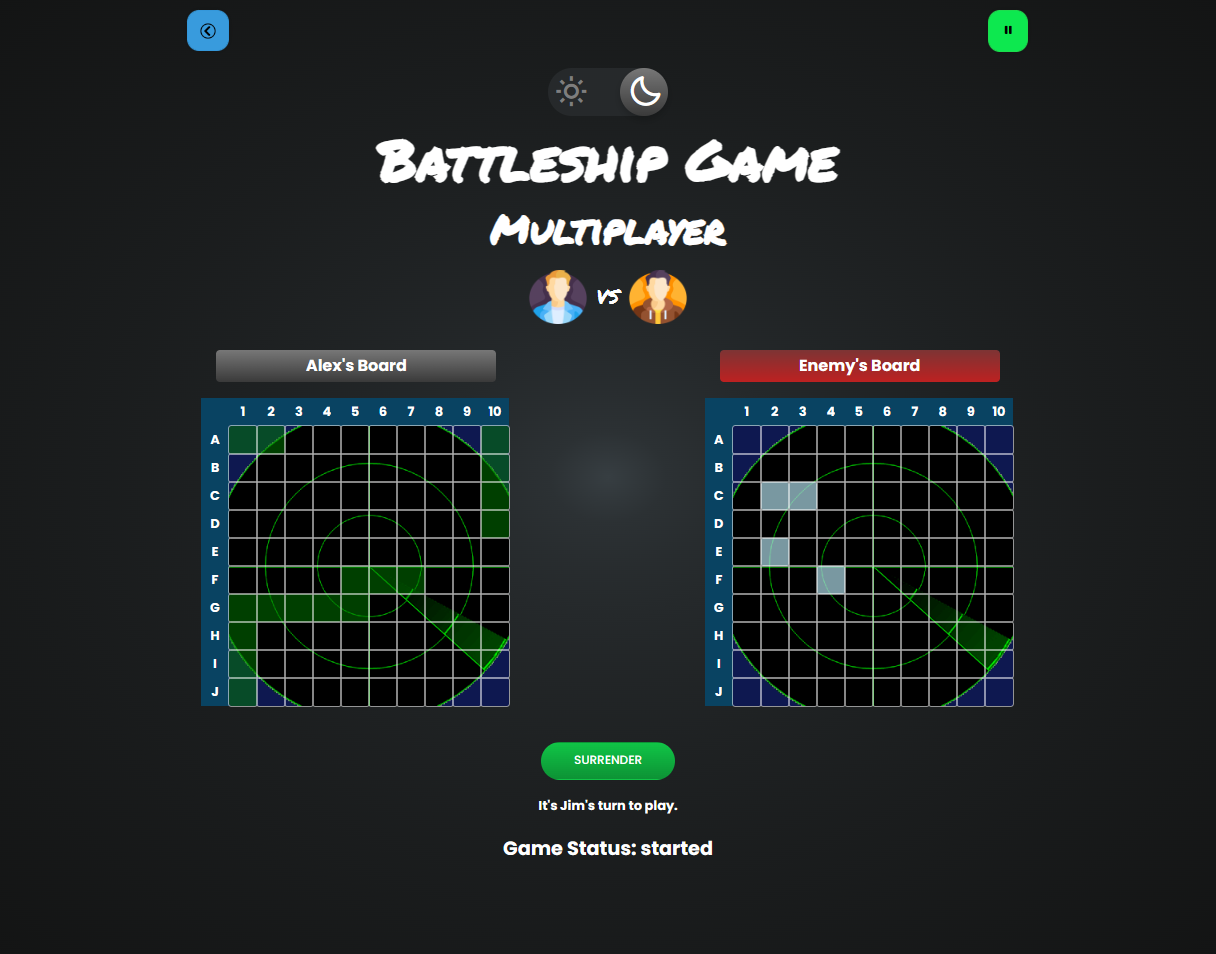 Battleship Game
Multiplayer
VS
Alex's Board
Enemy's Board
1 2 3 4 5 6 7 8 9 10
A
B
C
D
E
F
G
H
I
J
1 2 3 4 5 6 7 8 9 10
A
B
C
D
E
F
G
H
I
J
SURRENDER
It's Jim's turn to play.
Game Status: started